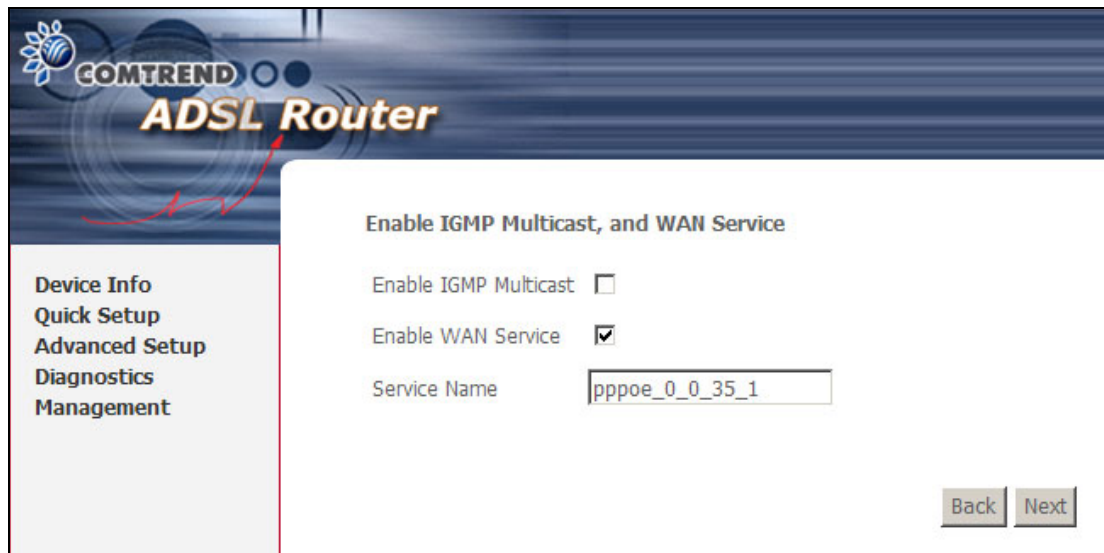 COMTREND
ADSL Router
Device Info
Quick Setup
Advanced Setup
Diagnostics
Management
Enable IGMP Multicast, and WAN Service
Enable IGMP Multicast
Enable WAN Service
Service Name pppoe_0_0_35_1
Back Next